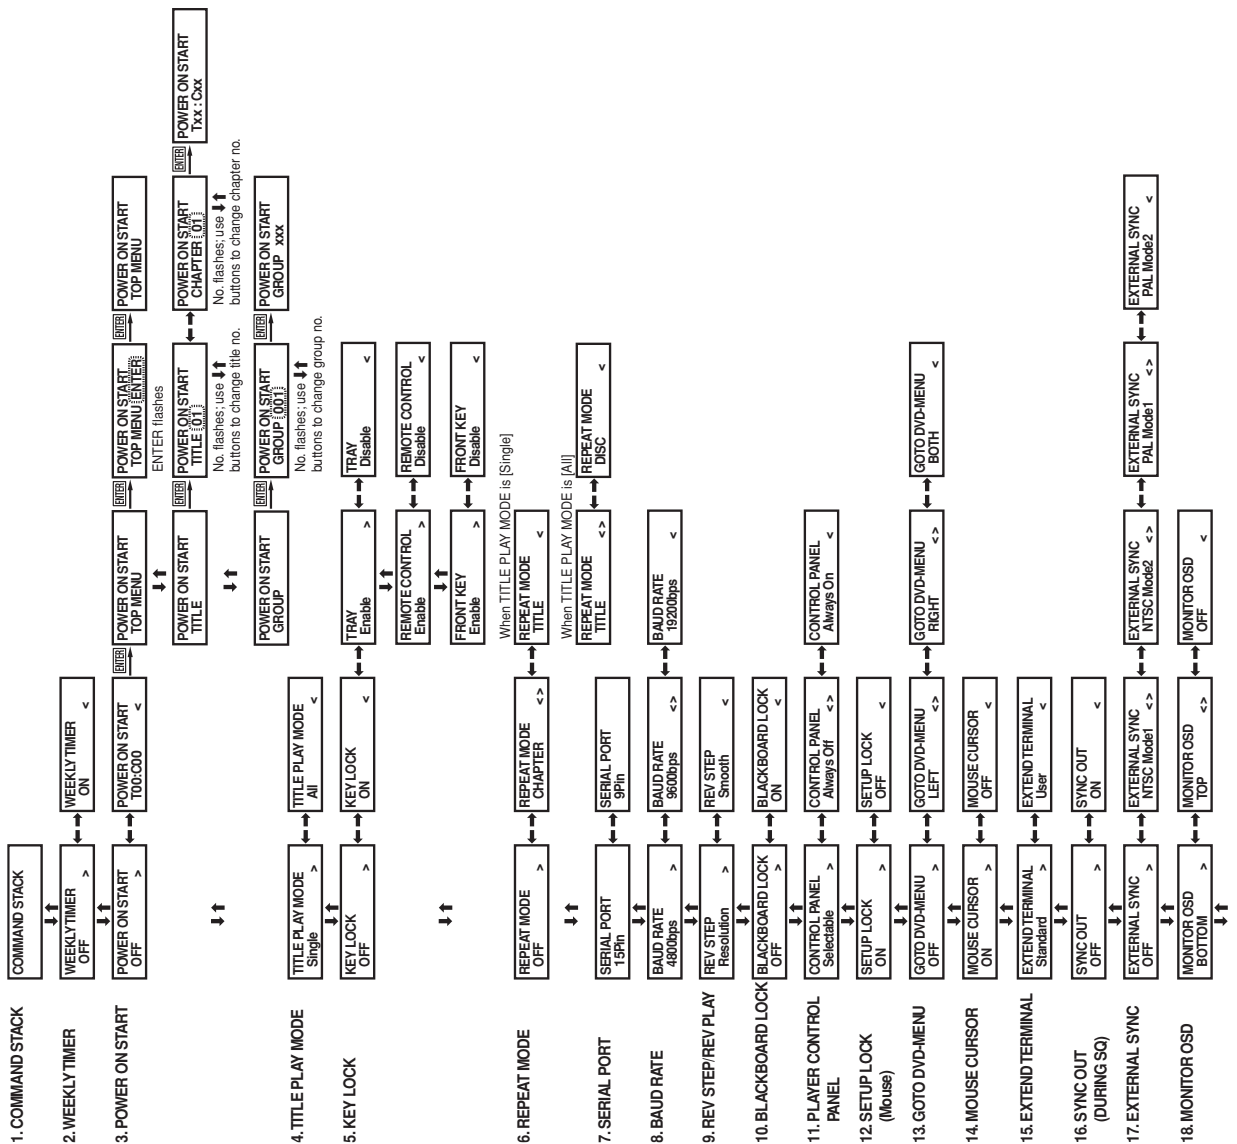 1. COMMAND STACK
COMMAND STACK
2. WEEKLY TIMER
WEEKLY TIMER
OFF >
WEEKLY TIMER
ON <
3. POWER ON START
POWER ON START
OFF >
POWER ON START
T00:C00 <
ENTER
POWER ON START
TOP MENU
ENTER
POWER ON START
TOP MENU ENTER
ENTER flashes
ENTER
POWER ON START
TOP MENU
POWER ON START
TITLE
ENTER
POWER ON START
TITLE 01
No. flashes; use
buttons to change title no.
POWER ON START
CHAPTER 01
No. flashes; use
buttons to change chapter no.
ENTER
POWER ON START
Txx : Cxx
POWER ON START
GROUP
ENTER
POWER ON START
GROUP 001
No. flashes; use
buttons to change group no.
ENTER
POWER ON START
GROUP xxx
4. TITLE PLAY MODE
TITLE PLAY MODE
Single >
TITLE PLAY MODE
All <
5. KEY LOCK
KEY LOCK
OFF >
KEY LOCK
ON <
TRAY
Enable >
TRAY
Disable <
REMOTE CONTROL
Enable >
REMOTE CONTROL
Disable <
FRONT KEY
Enable >
FRONT KEY
Disable <
6. REPEAT MODE
REPEAT MODE
OFF >
REPEAT MODE
CHAPTER < >
When TITLE PLAY MODE is [Single]
REPEAT MODE
TITLE <
When TITLE PLAY MODE is [All]
REPEAT MODE
TITLE < >
REPEAT MODE
DISC <
7. SERIAL PORT
SERIAL PORT
15Pin
SERIAL PORT
9Pin
8. BAUD RATE
BAUD RATE
4800bps >
BAUD RATE
9600bps < >
BAUD RATE
19200bps <
9. REV STEP/REV PLAY
REV STEP
Resolution >
REV STEP
Smooth <
10. BLACKBOARD LOCK
BLACKBOARD LOCK
OFF >
BLACKBOARD LOCK
ON <
11. PLAYER CONTROL
PANEL
CONTROL PANEL
Selectable >
CONTROL PANEL
Always Off < >
CONTROL PANEL
Always On <
12. SETUP LOCK
(Mouse)
SETUP LOCK
ON >
SETUP LOCK
OFF <
13. GOTO DVD-MENU
GOTO DVD-MENU
OFF >
GOTO DVD-MENU
LEFT < >
GOTO DVD-MENU
RIGHT < >
GOTO DVD-MENU
BOTH <
14. MOUSE CURSOR
MOUSE CURSOR
ON >
MOUSE CURSOR
OFF <
15. EXTEND TERMINAL
EXTEND TERMINAL
Standard >
EXTEND TERMINAL
User <
16. SYNC OUT
(DURING SQ)
SYNC OUT
OFF >
SYNC OUT
ON <
17. EXTERNAL SYNC
EXTERNAL SYNC
OFF >
EXTERNAL SYNC
NTSC Mode1 < >
EXTERNAL SYNC
NTSC Mode2 < >
EXTERNAL SYNC
PAL Mode1 < >
EXTERNAL SYNC
PAL Mode2 <
18. MONITOR OSD
MONITOR OSD
BOTTOM >
MONITOR OSD
TOP < >
MONITOR OSD
OFF <